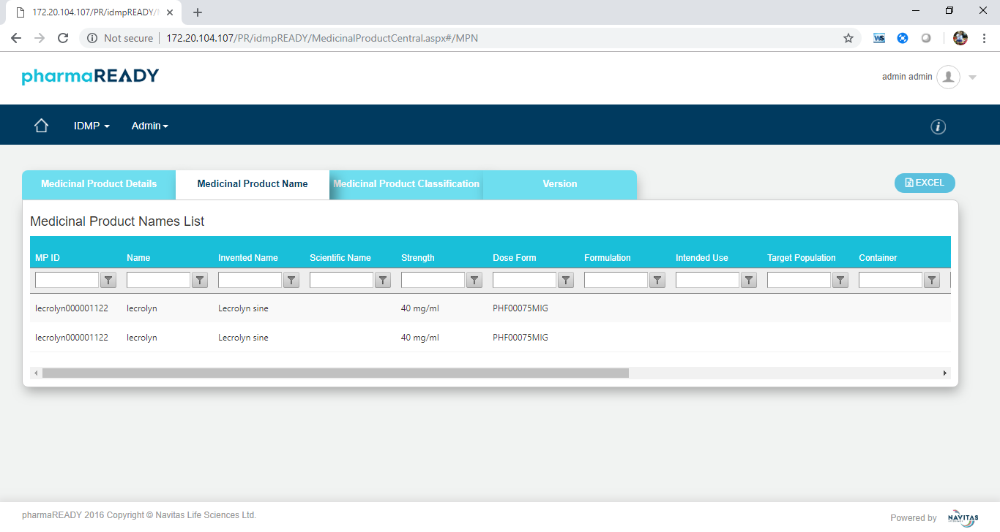 172.20.104.107/PR/idmpREADY/
Not secure 172.20.104.107/PR/idmpREADY/MedicinalProductCentral.aspx#/MPN WS
pharmaREADY
admin admin
IDMP Admin
Medicinal Product Details Medicinal Product Name Medicinal Product Classification Version EXCEL
Medicinal Product Names List
MP ID Name Invented Name Scientific Name Strength Dose Form Formulation Intended Use Target Population Container
lecrolyn000001122 lecrolyn Lecrolyn sine 40 mg/ml PHF00075MIG
lecrolyn000001122 lecrolyn Lecrolyn sine 40 mg/ml PHF00075MIG
pharmaREADY 2016 Copyright © Navitas Life Sciences Ltd.
Powered by NAVITAS